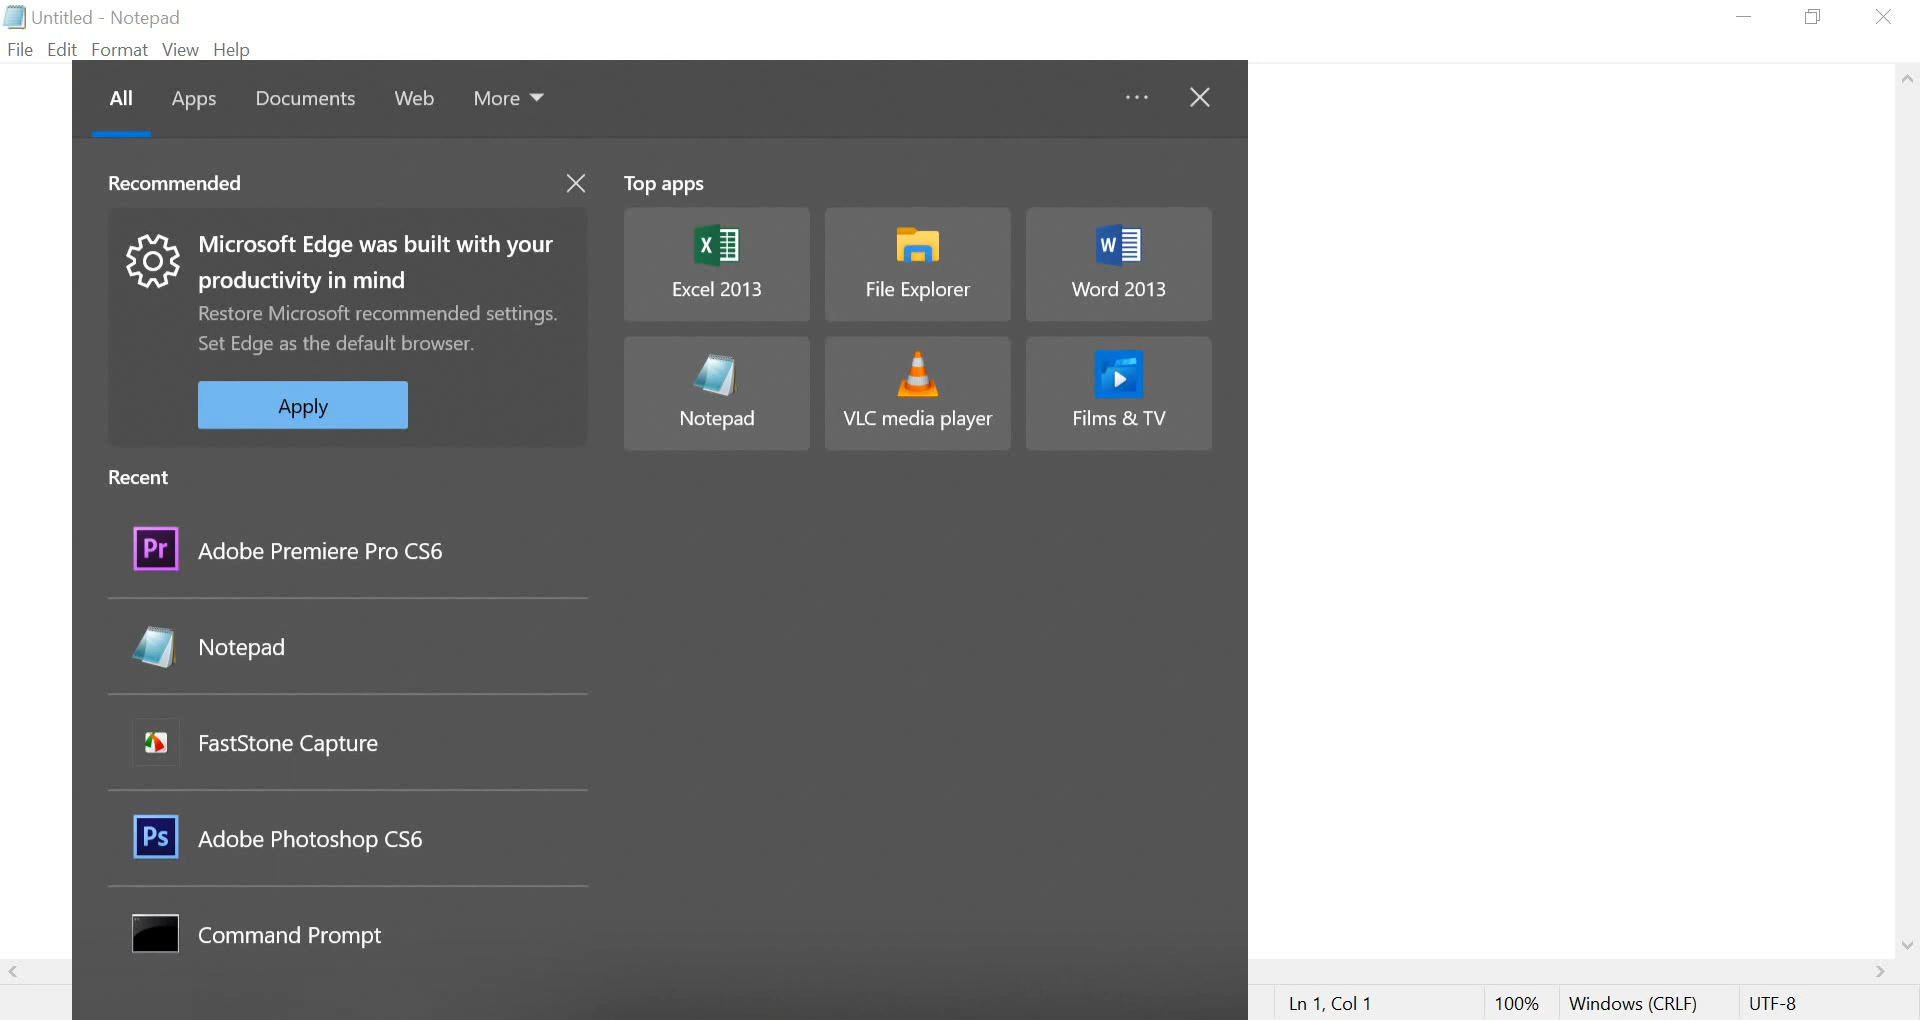 Untitled - Notepad
File Edit Format View Help
All Apps Documents Web More
Recommended
Microsoft Edge was built with your
productivity in mind
Restore Microsoft recommended settings.
Set Edge as the default browser.
Apply
Top apps
Excel 2013
File Explorer
Word 2013
Notepad
VLC media player
Films & TV
Recent
Pr Adobe Premiere Pro CS6
Notepad
FastStone Capture
Ps Adobe Photoshop CS6
Command Prompt
Ln 1, Col 1 100% Windows (CRLF) UTF-8